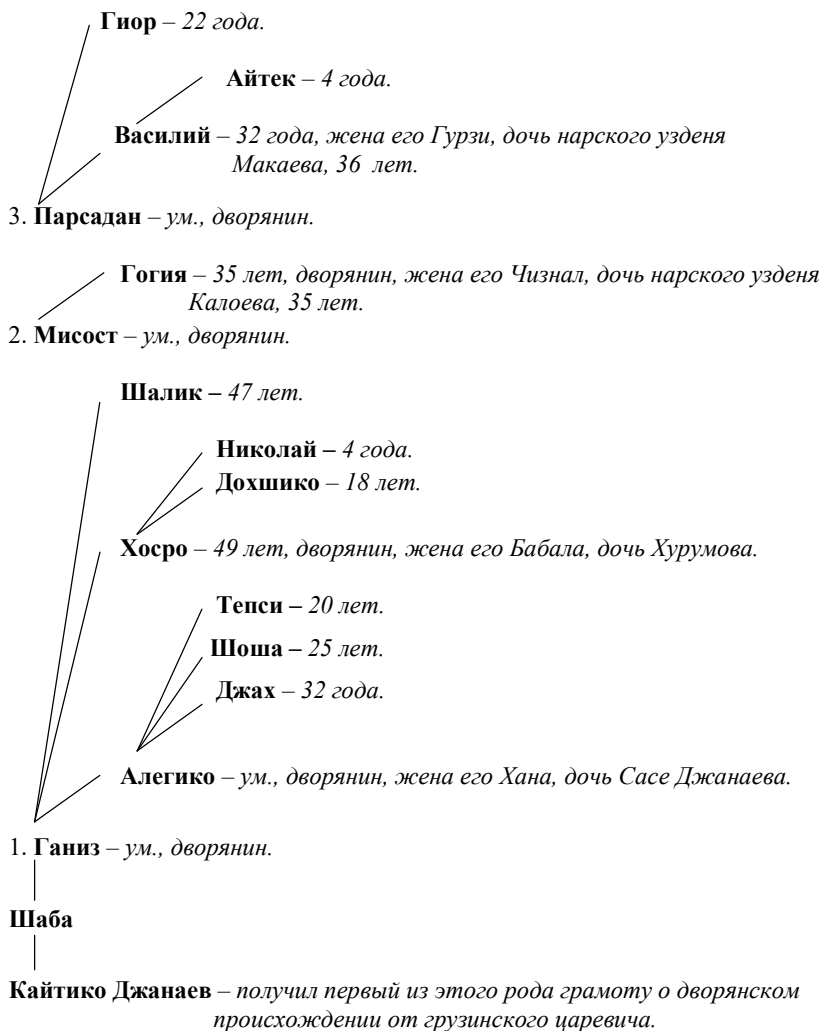 Гиор – 22 года.
Айтек – 4 года.
Василий – 32 года, жена его Гурзи, дочь нарского узденя
Макаева, 36 лет.
3. Парсадан – ум., дворянин.
Гогия – 35 лет, дворянин, жена его Чизнал, дочь нарского узденя
Калоева, 35 лет.
2. Мисост – ум., дворянин.
Шалик – 47 лет.
Николай – 4 года.
Дохшико – 18 лет.
Хосро – 49 лет, дворянин, жена его Бабала, дочь Хурумова.
Тепси – 20 лет.
Шоша – 25 лет.
Джах – 32 года.
Алегико – ум., дворянин, жена его Хана, дочь Сасе Джанаева.
1. Ганиз – ум., дворянин.
Шаба
Кайтико Джанаев – получил первый из этого рода грамоту о дворянском
происхождении от грузинского царевича.